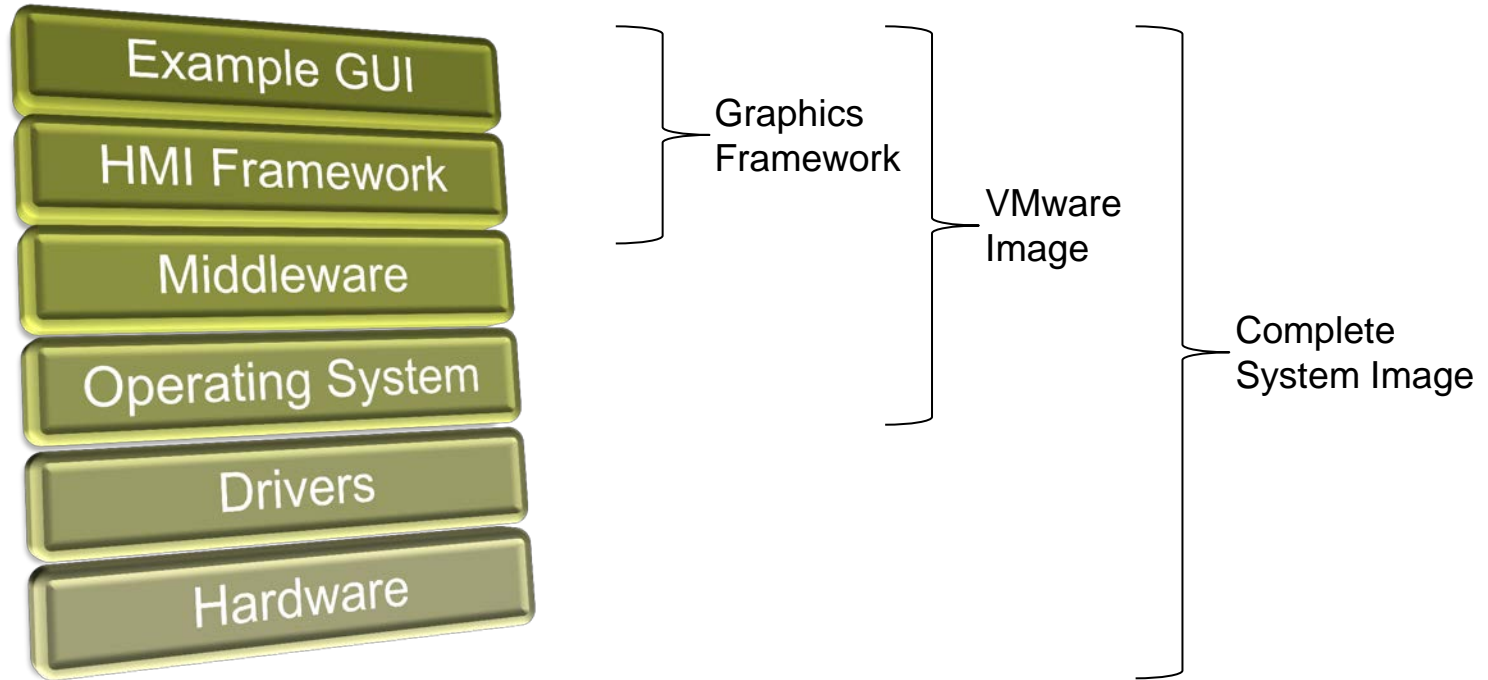 Example GUI
HMI Framework
Middleware
Operating System
Drivers
Hardware
Graphics
Framework
VMware
Image
Complete
System Image